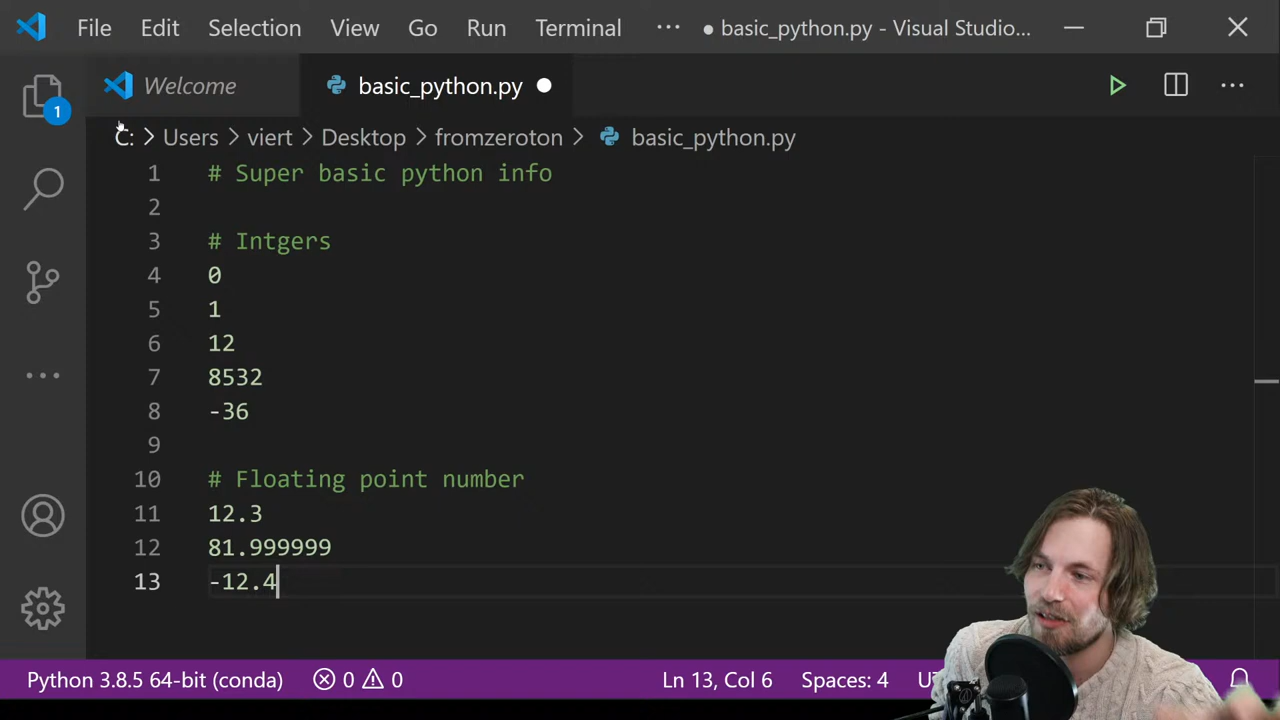 File Edit Selection View Go Run Terminal ··· ● basic_python.py - Visual Studio...
Welcome basic_python.py ●
1
C: > Users > viert > Desktop > fromzeroton > basic_python.py
1 # Super basic python info
2
3 # Intgers
4 0
5 1
6 12
7 8532
8 -36
9
10 # Floating point number
11 12.3
12 81.999999
13 -12.4
Python 3.8.5 64-bit (conda) 0 0 Ln 13, Col 6 Spaces: 4